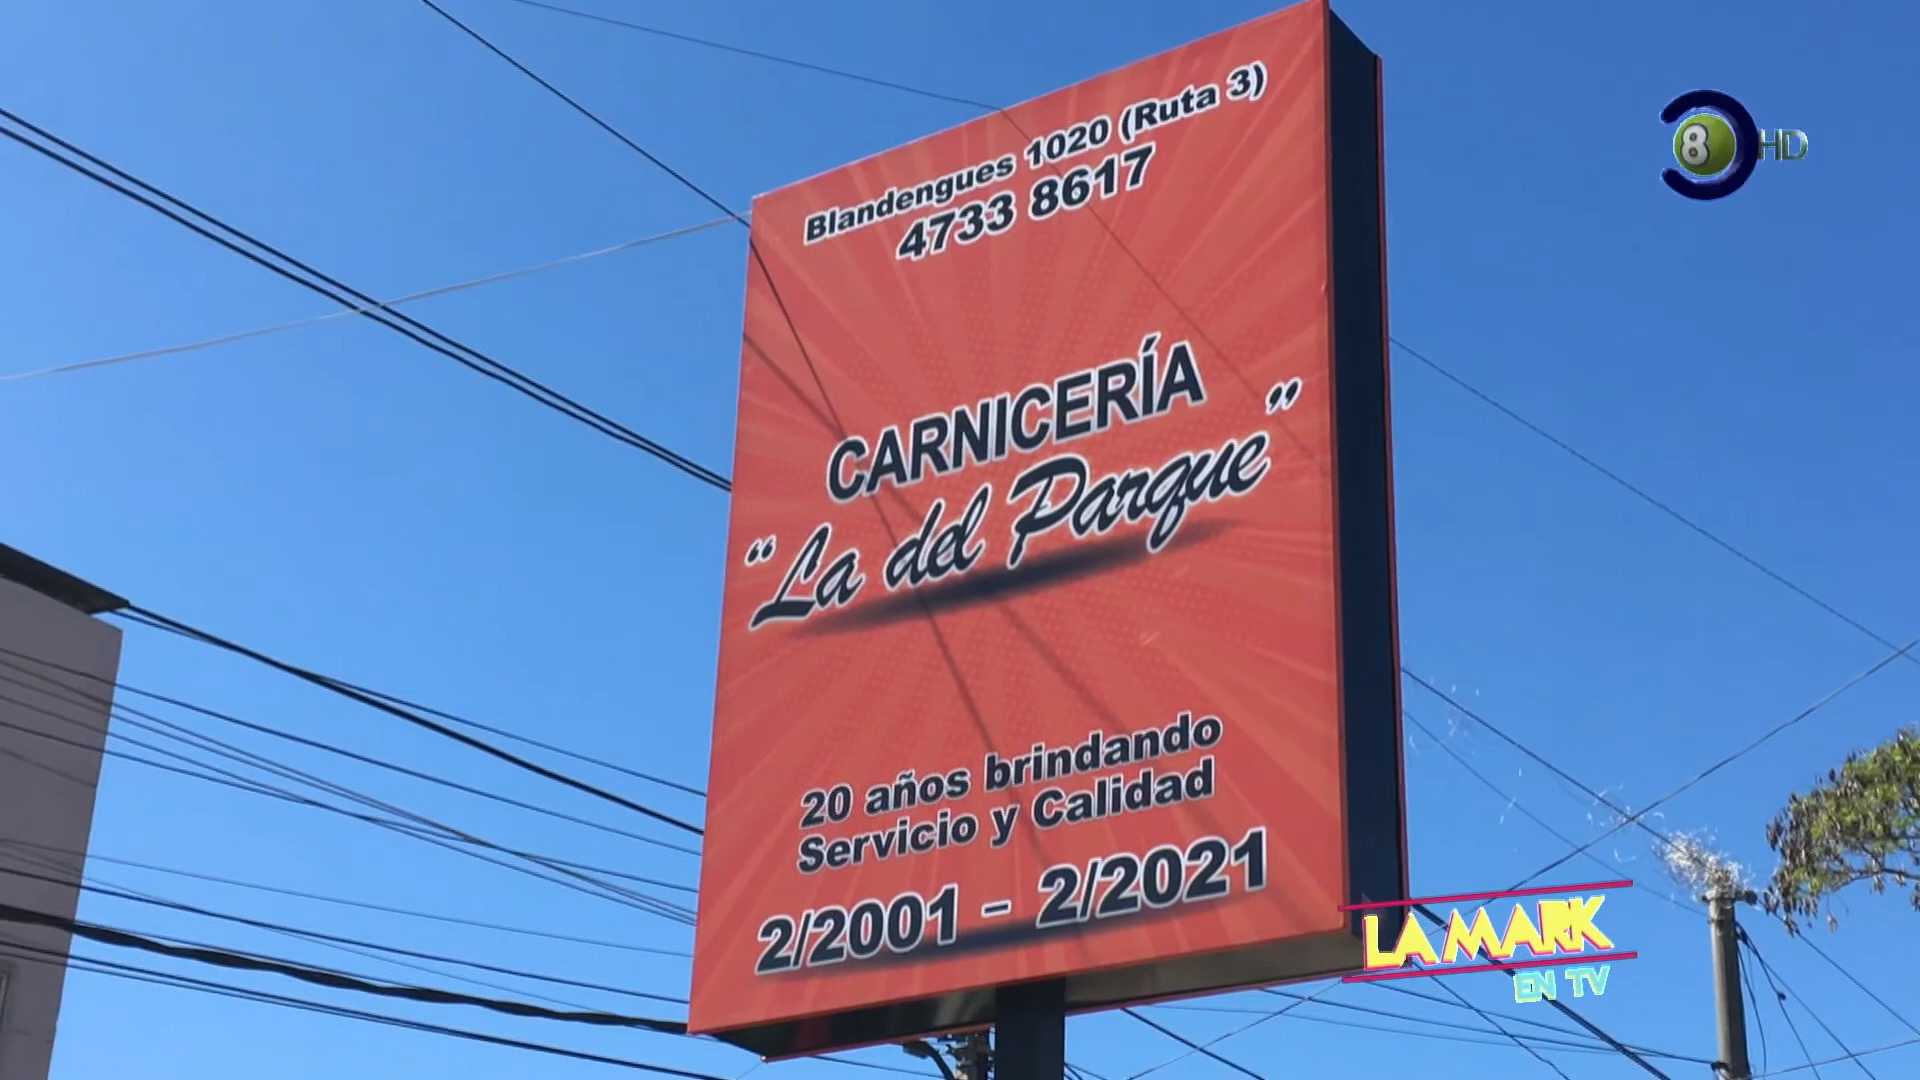 Blandengues 1020 (Ruta 3)
4733 8617
8 HD
CARNICERÍA
“La del Parque”
20 años brindando
Servicio y Calidad
2/2001 - 2/2021
LA MARK
EN TV